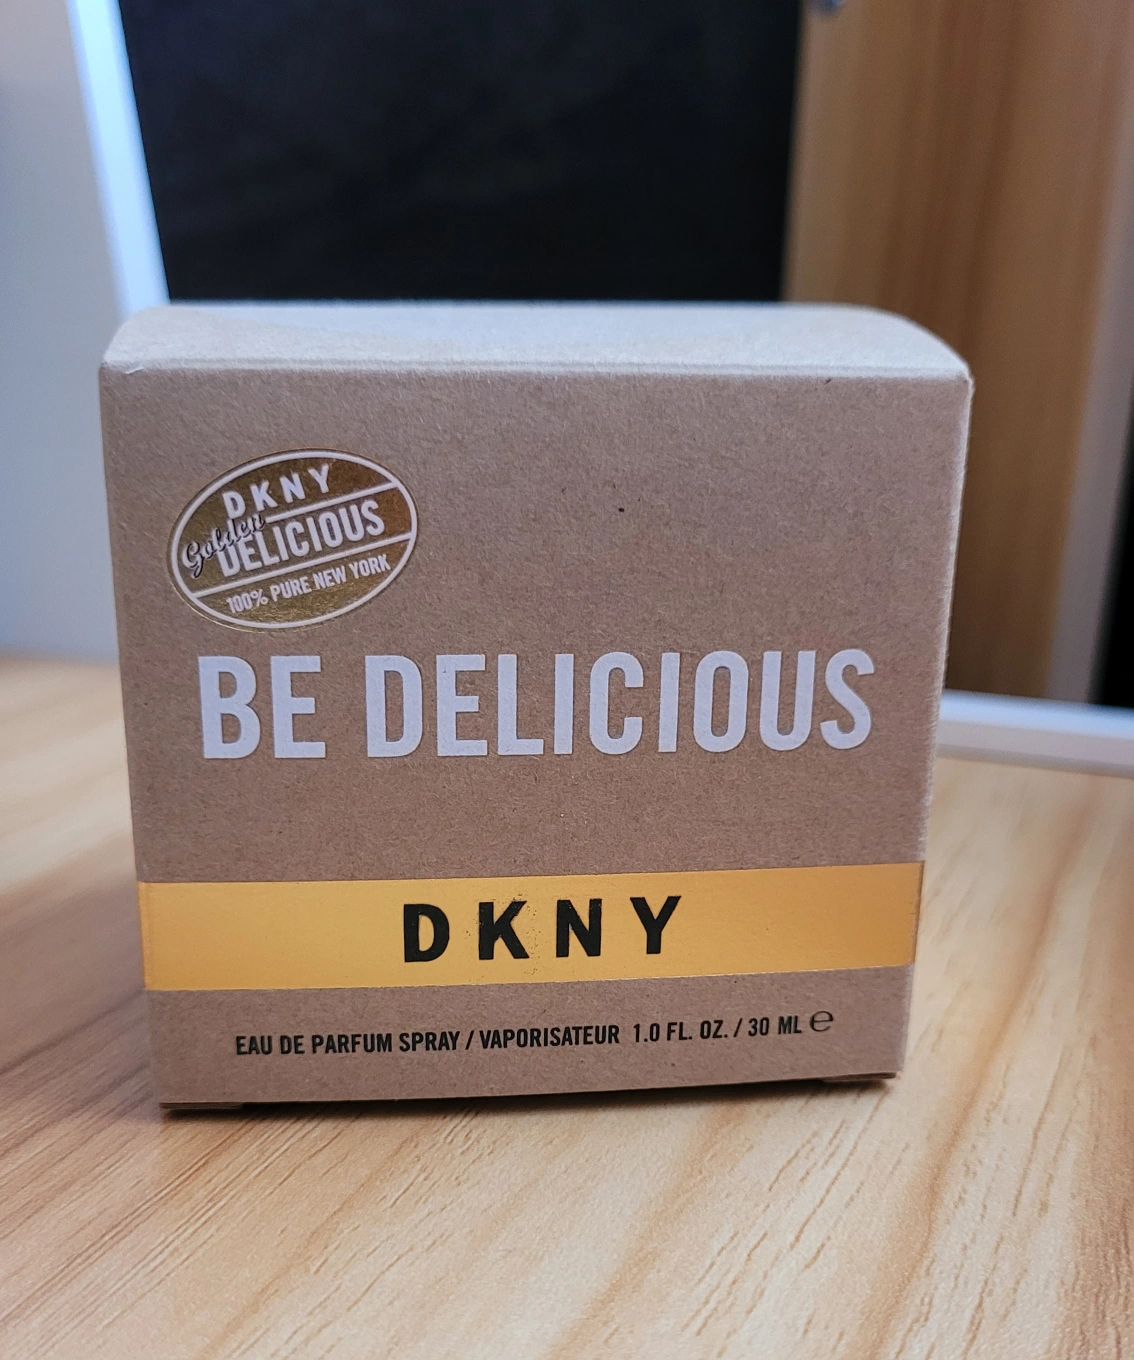 DKNY
Golden
DELICIOUS
100% PURE NEW YORK
BE DELICIOUS
DKNY
EAU DE PARFUM SPRAY / VAPORISATEUR 1.0 FL. OZ. / 30 ML ℮